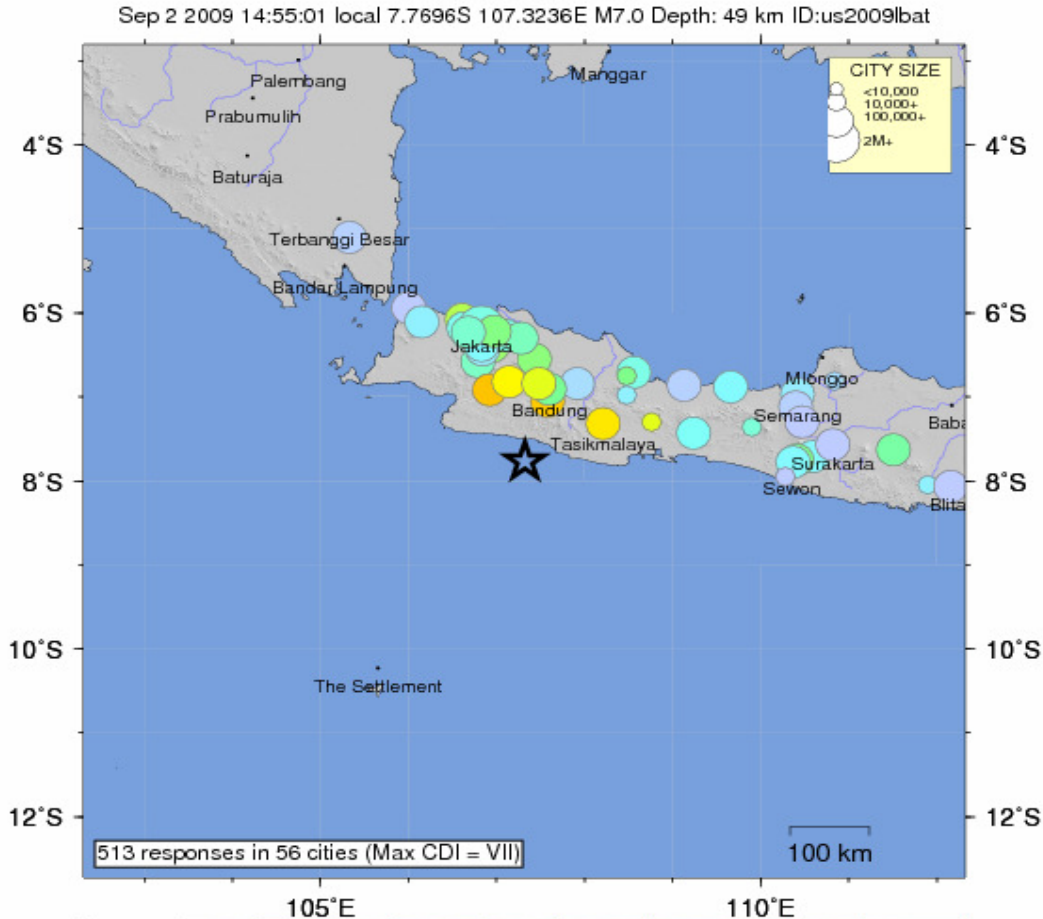 Sep 2 2009 14:55:01 local 7.7696S 107.3236E M7.0 Depth: 49 km ID:us2009lbat
CITY SIZE
<10,000
10,000+
100,000+
2M+
Palembang
Manggar
Prabumulih
4°S
4°S
Baturaja
Terbanggi Besar
Bandar Lampung
6°S
6°S
Jakarta
Mlonggo
Bandung
Semarang
Baba
Tasikmalaya
Surakarta
8°S
8°S
Sewon
Blita
10°S
10°S
The Settlement
12°S
12°S
513 responses in 56 cities (Max CDI = VII)
100 km
105°E
110°E